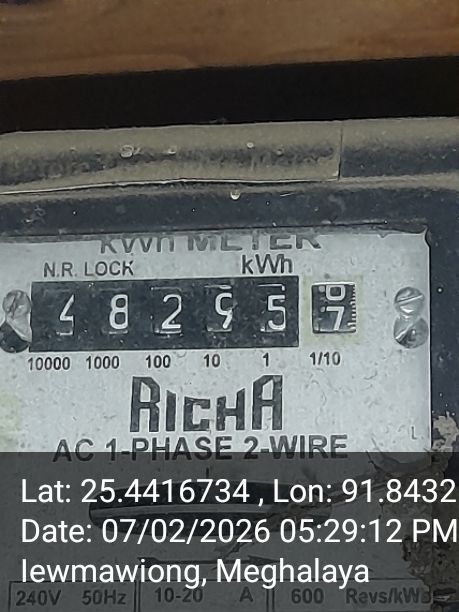 kWh METER
N.R. LOCK kWh
4 8 2 9 5 7
10000 1000 100 10 1 1/10
RICHA
AC 1-PHASE 2-WIRE
Lat: 25.4416734 , Lon: 91.8432
Date: 07/02/2026 05:29:12 PM
Iewmawiong, Meghalaya
240V 50Hz 10-20 A 600 Revs/kWh